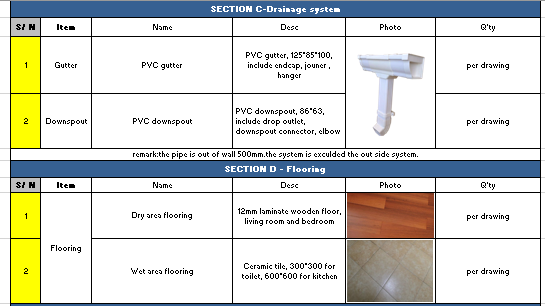 SECTION C-Drainage system
S/ N Item Name Desc Photo Q'ty
1 Gutter PVC gutter PVC gutter, 125*85*100,
include endcap, jouner ,
hanger per drawing
2 Downspout PVC downspout PVC downspout, 86*63,
include drop outlet,
downspout connector, elbow per drawing
remark:the pipe is out of wall 500mm.the system is exculded the out side system.
SECTION D - Flooring
S/ N Item Name Desc Photo Q'ty
1 Flooring Dry area flooring 12mm laminate wooden floor,
living room and bedroom per drawing
2 Wet area flooring Ceramic tile, 300*300 for
toilet, 600*600 for kitchen per drawing